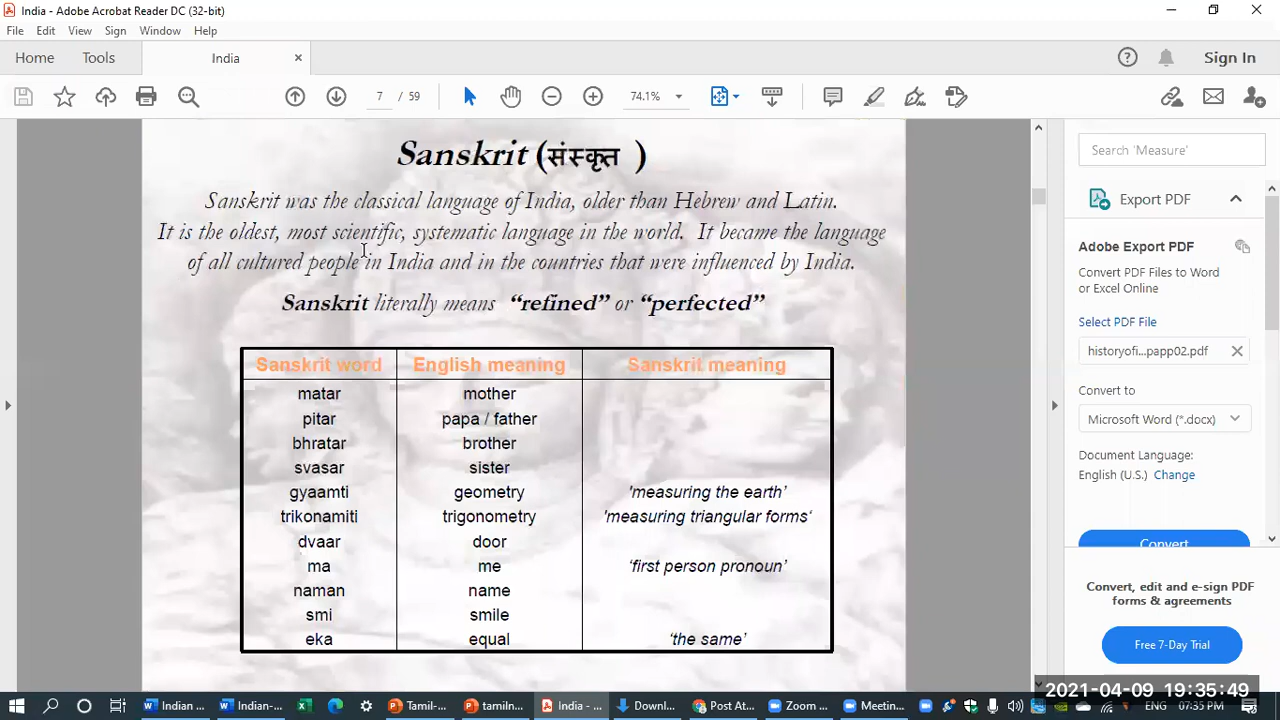 India - Adobe Acrobat Reader DC (32-bit)
File Edit View Sign Window Help
Home Tools India Sign In
7 / 59 74.1%
Sanskrit (संस्कृत )
Sanskrit was the classical language of India, older than Hebrew and Latin.
It is the oldest, most scientific, systematic language in the world. It became the language
of all cultured people in India and in the countries that were influenced by India.
Sanskrit literally means “refined” or “perfected”
Sanskrit word English meaning Sanskrit meaning
matar mother
pitar papa / father
bhratar brother
svasar sister
gyaamti geometry 'measuring the earth’
trikonamiti trigonometry 'measuring triangular forms‘
dvaar door
ma me ‘first person pronoun’
naman name
smi smile
eka equal ‘the same’
Search 'Measure'
Export PDF
Adobe Export PDF
Convert PDF Files to Word
or Excel Online
Select PDF File
historyofi...papp02.pdf
Convert to
Microsoft Word (*.docx)
Document Language:
English (U.S.) Change
Convert
Convert, edit and e-sign PDF
forms & agreements
Free 7-Day Trial
2021-04-09 19:35:49
Indian ... Indian-... Tamil-... tamiln... India - ... Downl... Post At... Zoom ... Meetin... ENG 07:35 PM